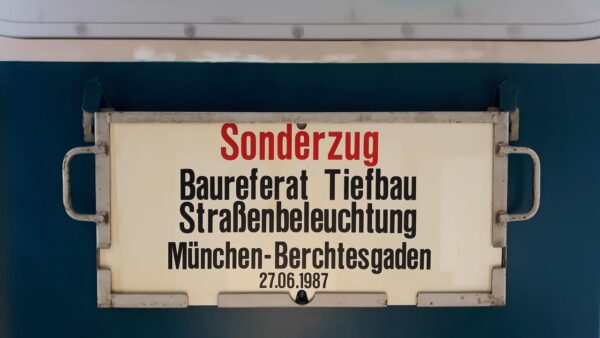 Sonderzug
Baureferat Tiefbau
Straßenbeleuchtung
München-Berchtesgaden
27.06.1987